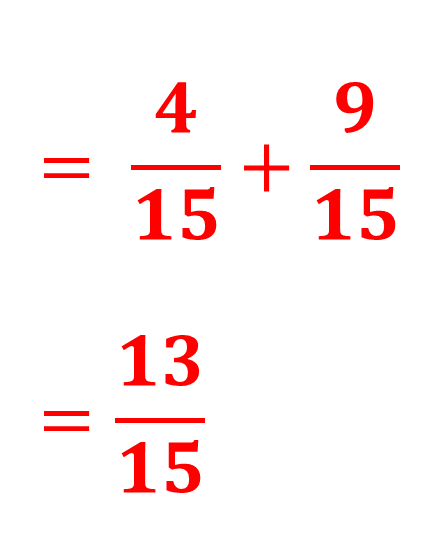 = 4/15 + 9/15
= 13/15